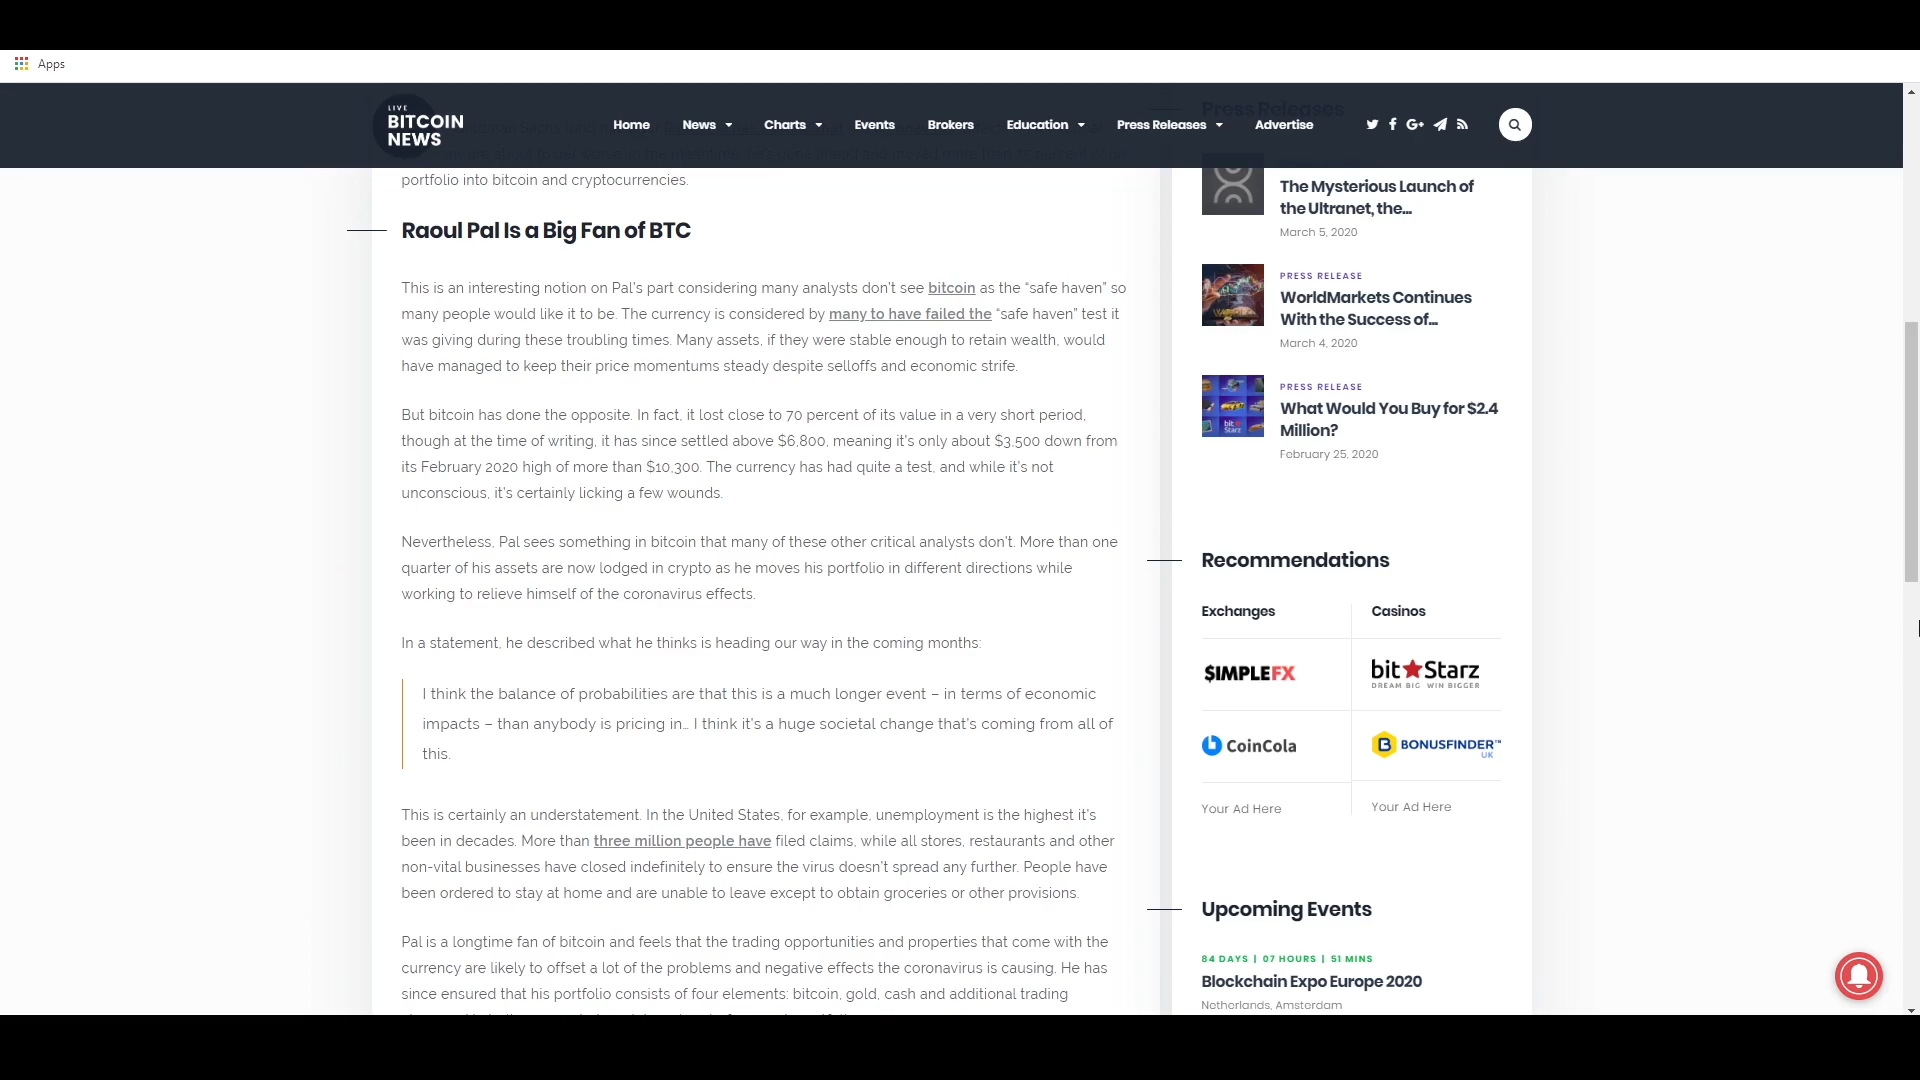 Apps
LIVE
BITCOIN
NEWS
Home
News
Charts
Events
Brokers
Education
Press Releases
Advertise
Press Releases
portfolio into bitcoin and cryptocurrencies.
Raoul Pal Is a Big Fan of BTC
This is an interesting notion on Pal's part considering many analysts don't see bitcoin as the “safe haven” so
many people would like it to be. The currency is considered by many to have failed the “safe haven” test it
was giving during these troubling times. Many assets, if they were stable enough to retain wealth, would
have managed to keep their price momentums steady despite selloffs and economic strife.
But bitcoin has done the opposite. In fact, it lost close to 70 percent of its value in a very short period,
though at the time of writing, it has since settled above $6,800, meaning it's only about $3,500 down from
its February 2020 high of more than $10,300. The currency has had quite a test, and while it's not
unconscious, it's certainly licking a few wounds.
Nevertheless, Pal sees something in bitcoin that many of these other critical analysts don't. More than one
quarter of his assets are now lodged in crypto as he moves his portfolio in different directions while
working to relieve himself of the coronavirus effects.
In a statement, he described what he thinks is heading our way in the coming months:
I think the balance of probabilities are that this is a much longer event – in terms of economic
impacts – than anybody is pricing in… I think it's a huge societal change that's coming from all of
this.
This is certainly an understatement. In the United States, for example, unemployment is the highest it's
been in decades. More than three million people have filed claims, while all stores, restaurants and other
non-vital businesses have closed indefinitely to ensure the virus doesn't spread any further. People have
been ordered to stay at home and are unable to leave except to obtain groceries or other provisions.
Pal is a longtime fan of bitcoin and feels that the trading opportunities and properties that come with the
currency are likely to offset a lot of the problems and negative effects the coronavirus is causing. He has
since ensured that his portfolio consists of four elements: bitcoin, gold, cash and additional trading
The Mysterious Launch of
the Ultranet, the...
March 5, 2020
PRESS RELEASE
WorldMarkets Continues
With the Success of...
March 4, 2020
PRESS RELEASE
What Would You Buy for $2.4
Million?
February 25, 2020
bit
Starz
Recommendations
Exchanges
Casinos
$IMPLEFX
bit Starz
DREAM BIG WIN BIGGER
CoinCola
BONUSFINDER™
UK
Your Ad Here
Your Ad Here
Upcoming Events
84 DAYS | 07 HOURS | 51 MINS
Blockchain Expo Europe 2020
Netherlands, Amsterdam